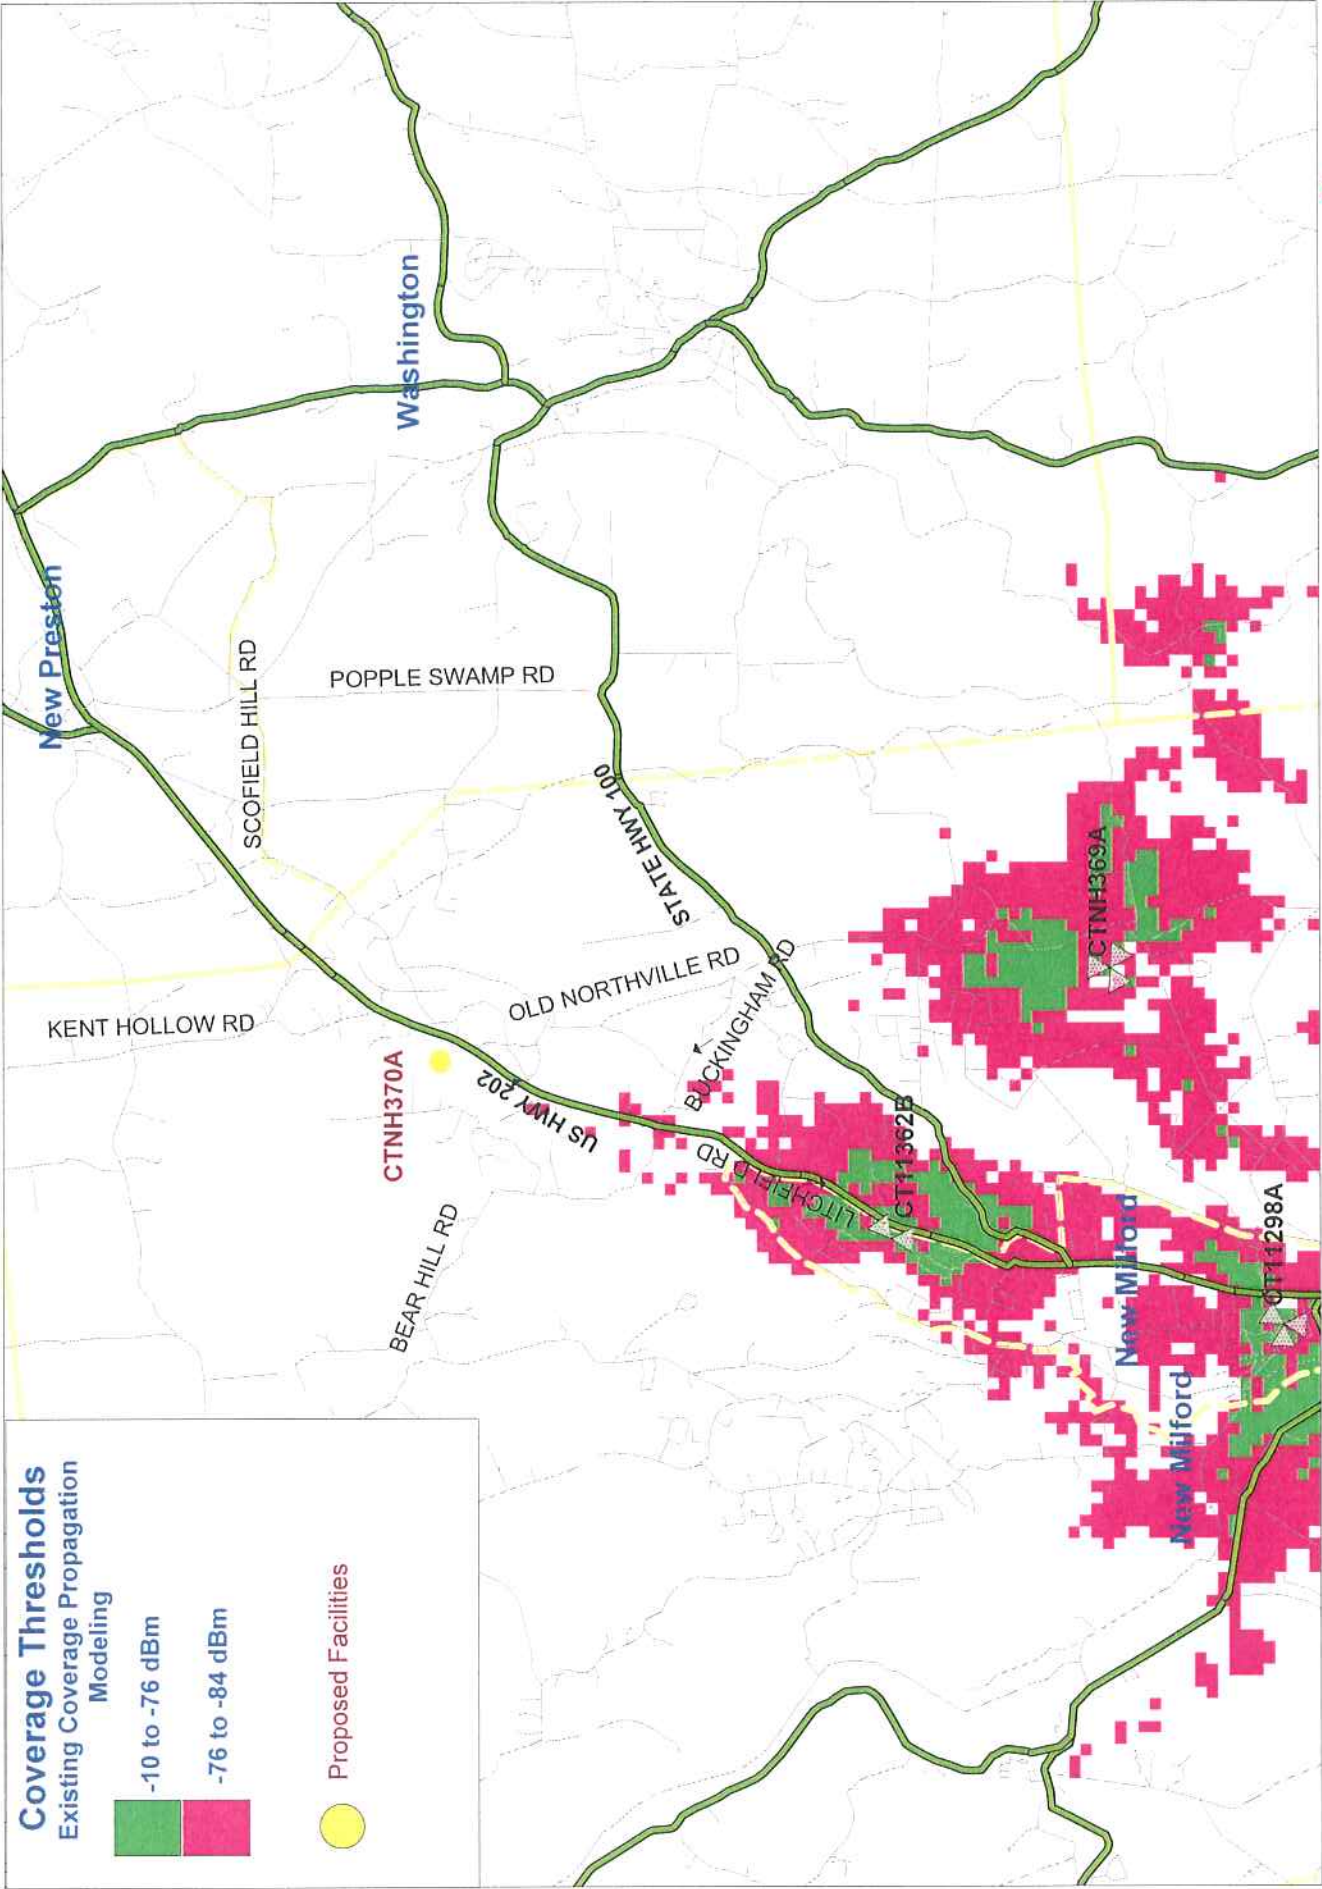 Coverage Thresholds
Existing Coverage Propagation
Modeling
-10 to -76 dBm
-76 to -84 dBm
Proposed Facilities
New Preston
Washington
SCOFIELD HILL RD
POPPLE SWAMP RD
KENT HOLLOW RD
STATE HWY 100
OLD NORTHVILLE RD
BUCKINGHAM RD
CTNH370A
US HWY 202
BEAR HILL RD
LITCHFIELD RD
CT11362B
CTNH369A
New Milford
New Milford
CT11298A